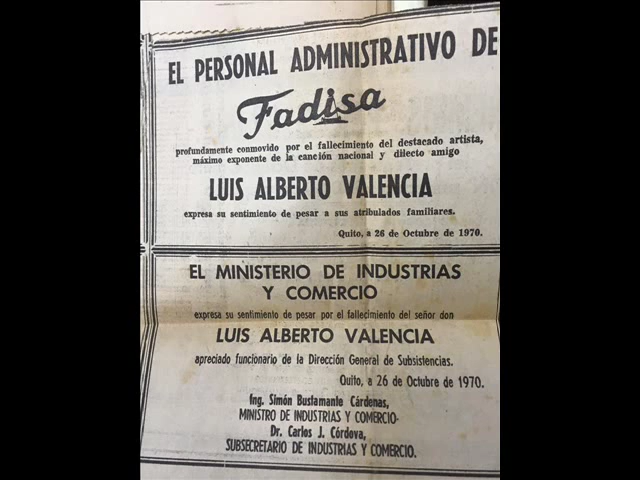 EL PERSONAL ADMINISTRATIVO DE
Fadisa
profundamente conmovido por el fallecimiento del destacado artista,
máximo exponente de la canción nacional y dilecto amigo
LUIS ALBERTO VALENCIA
expresa su sentimiento de pesar a sus atribulados familiares.
Quito, a 26 de Octubre de 1970.
EL MINISTERIO DE INDUSTRIAS
Y COMERCIO
expresa su sentimiento de pesar por el fallecimiento del señor don
LUIS ALBERTO VALENCIA
apreciado funcionario de la Dirección General de Subsistencias.
Quito, a 26 de Octubre de 1970.
Ing. Simón Bustamante Cárdenas,
MINISTRO DE INDUSTRIAS Y COMERCIO-
Dr. Carlos J. Córdova,
SUBSECRETARIO DE INDUSTRIAS Y COMERCIO.